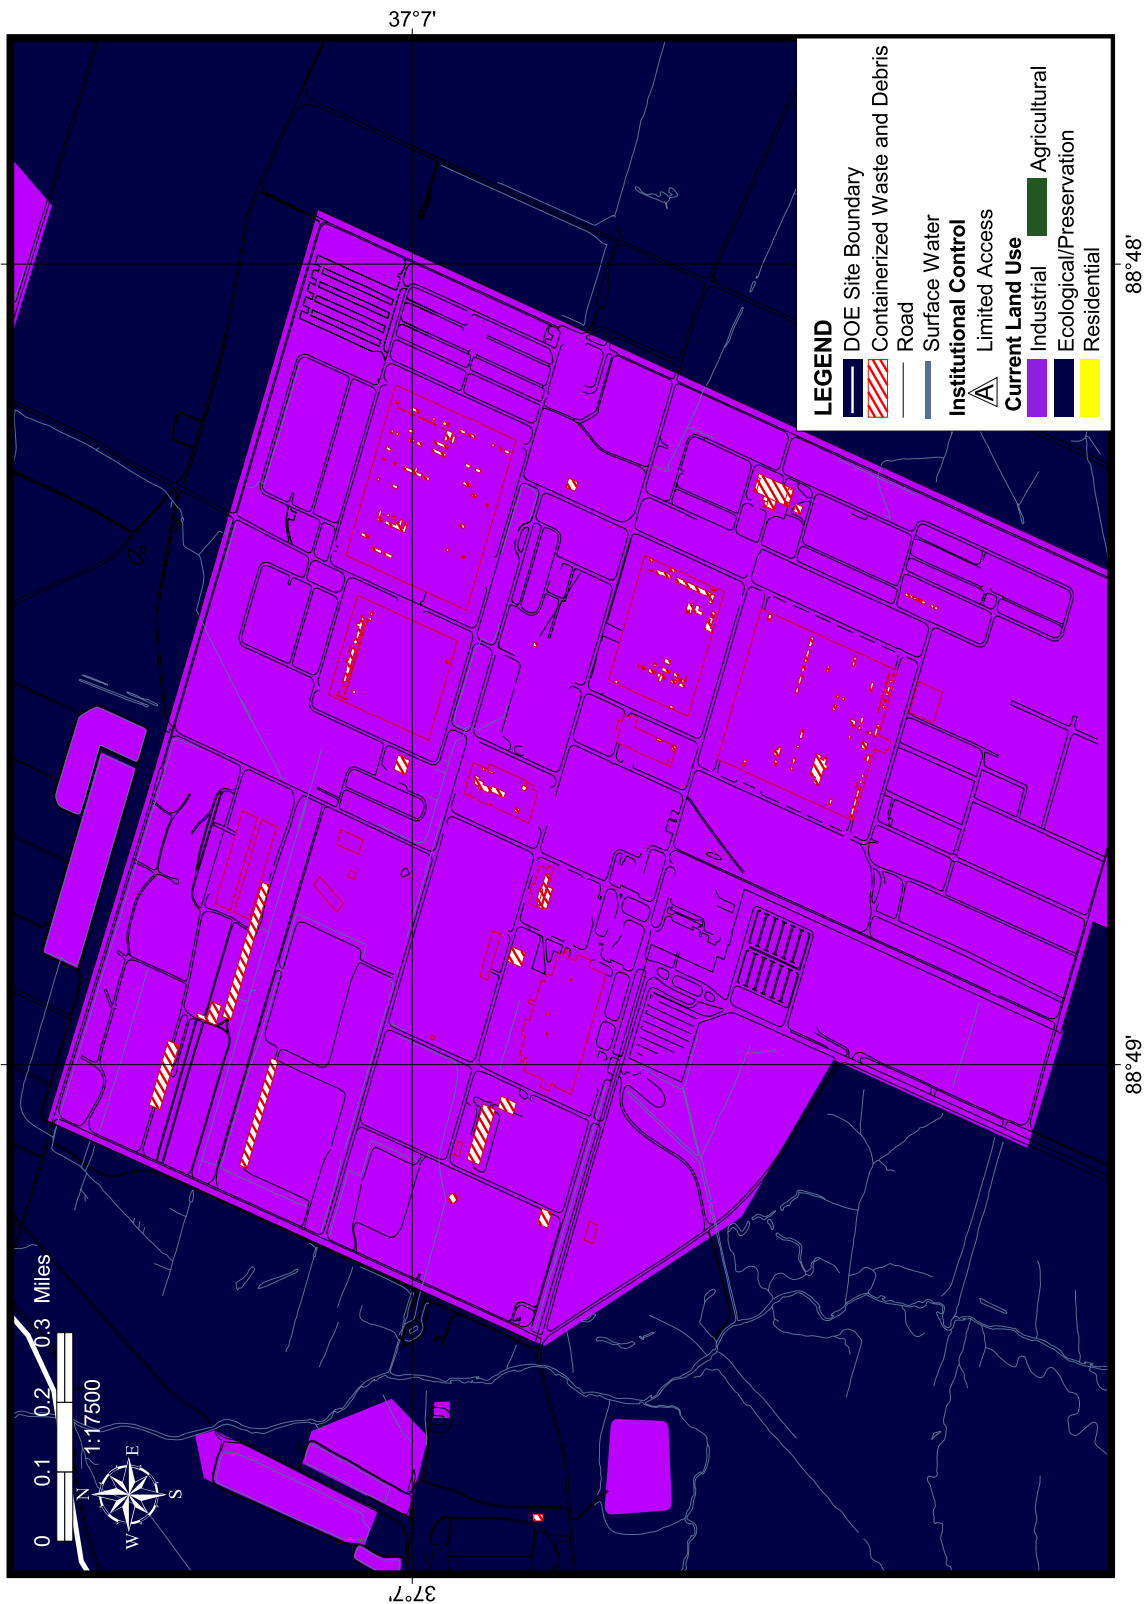 37°7'
LEGEND
DOE Site Boundary
Containerized Waste and Debris
Road
Surface Water
Institutional Control
A Limited Access
Current Land Use
Industrial Agricultural
Ecological/Preservation
Residential
88°48'
88°49'
0 0.1 0.2 0.3 Miles
1:17500
N
W E
S
37°7'